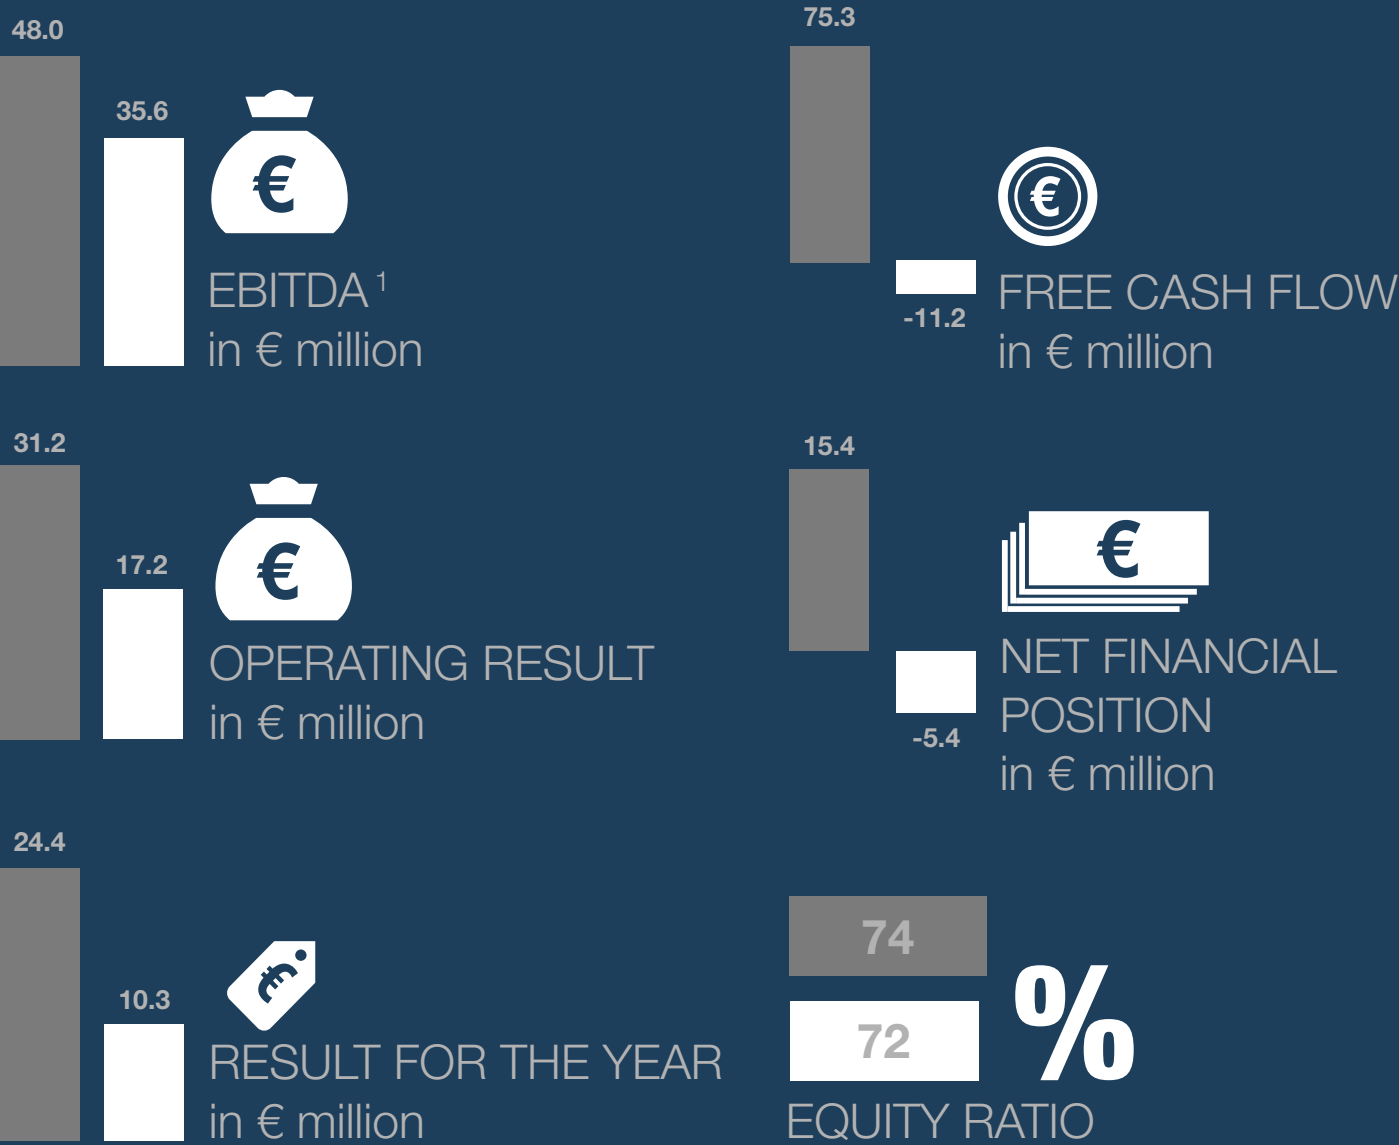 48.0
35.6
€
EBITDA 1
in € million
75.3
-11.2
€
FREE CASH FLOW
in € million
31.2
17.2
€
OPERATING RESULT
in € million
15.4
-5.4
€
NET FINANCIAL
POSITION
in € million
24.4
10.3
€
RESULT FOR THE YEAR
in € million
74
72
%
EQUITY RATIO